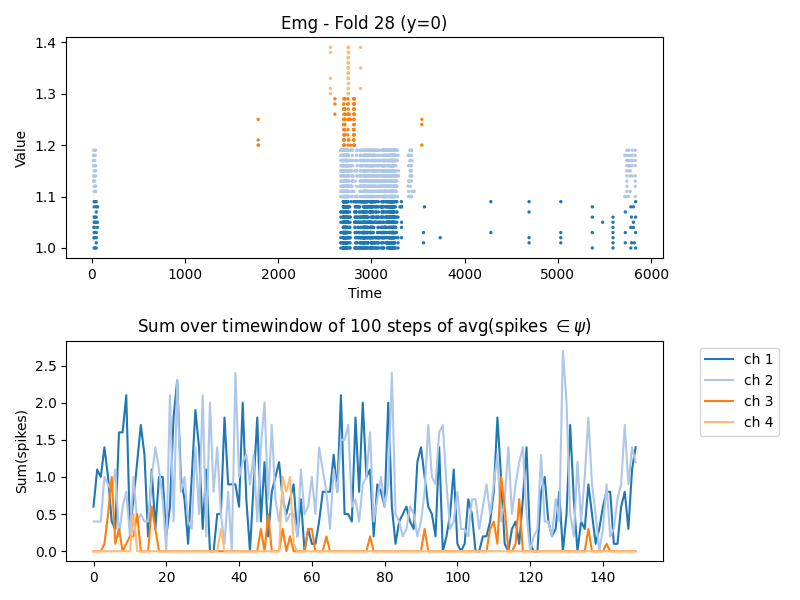 Emg - Fold 28 (y=0)
Value
1.4
1.3
1.2
1.1
1.0
0 1000 2000 3000 4000 5000 6000
Time
Sum over timewindow of 100 steps of avg(spikes ∈ψ)
Sum(spikes)
2.5
2.0
1.5
1.0
0.5
0.0
0 20 40 60 80 100 120 140
ch 1
ch 2
ch 3
ch 4